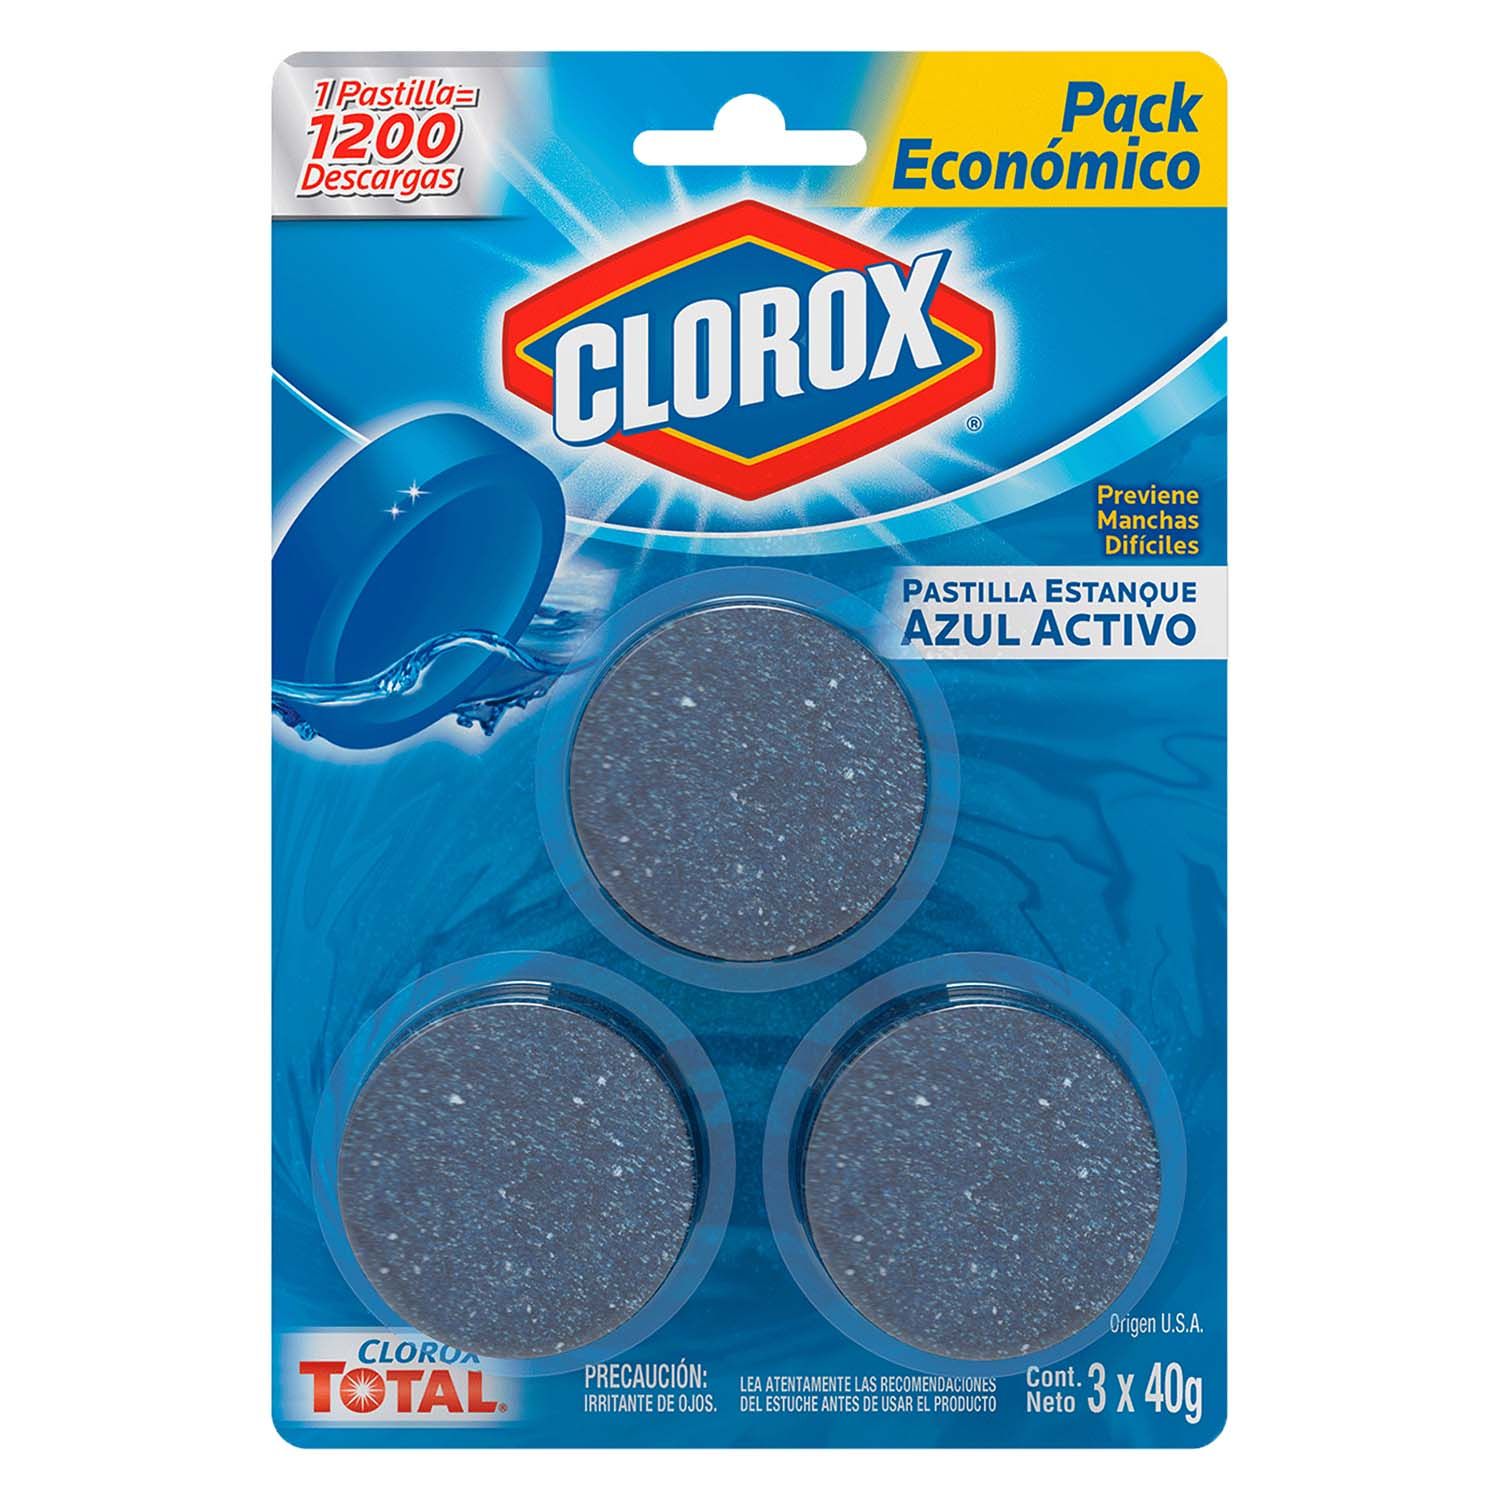 1 Pastilla=
1200
Descargas
Pack
Económico
CLOROX
®
Previene
Manchas
Difíciles
PASTILLA ESTANQUE
AZUL ACTIVO
Origen U.S.A.
CLOROX
TOTAL®
PRECAUCIÓN:
IRRITANTE DE OJOS.
LEA ATENTAMENTE LAS RECOMENDACIONES
DEL ESTUCHE ANTES DE USAR EL PRODUCTO
Cont.
Neto 3 x 40g